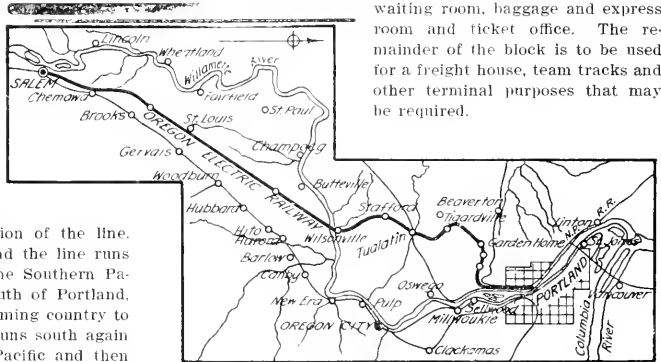 waiting room, baggage and express
room and ticket office. The re-
mainder of the block is to be used
for a freight house, team tracks and
other terminal purposes that may
be required.
Lincoln
Wheatland
Willamette River
SALEM
Chemawa
Fairfield
St. Paul
Brooks
St. Louis
OREGON ELECTRIC RAILWAY
Gervais
Champoeg
Woodburn
Butteville
Hubbard
Stafford
Beaverton
Tigardville
Linton
N.P. R.R.
Hito
Aurora
Wilsonville
Tualatin
Garden Home
St. Johns
Barlow
Canby
Oswego
PORTLAND
Vancouver
New Era
Pulp
Sellwood
Milwaukie
OREGON CITY
Clackamas
Columbia
River
tion of the line.
nd the line runs
ne Southern Pa-
uth of Portland,
ming country to
uns south again
Pacific and then